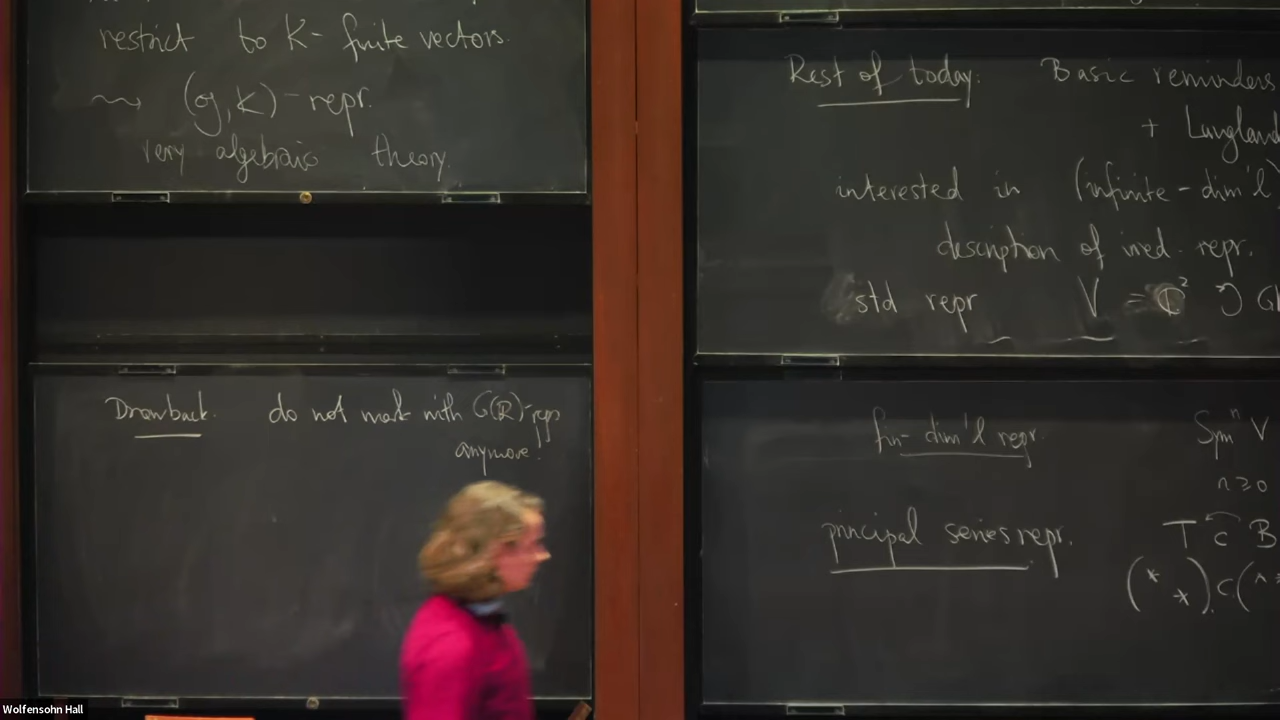 restrict to K-finite vectors
⇝ (𝔤,K)-repr.
very algebraic theory.
Drawback. do not work with G(ℝ)-reps
anymore!
Rest of today: Basic reminders
+ Langland
interested in (infinite-dim'l)
description of irred. repr.
std repr V = ℂ² ↻ Gl
fin-dim'l repr. Symⁿ V
n≥0
principal series repr. T ⊂ B
(* *) ⊂ (
Wolfensohn Hall